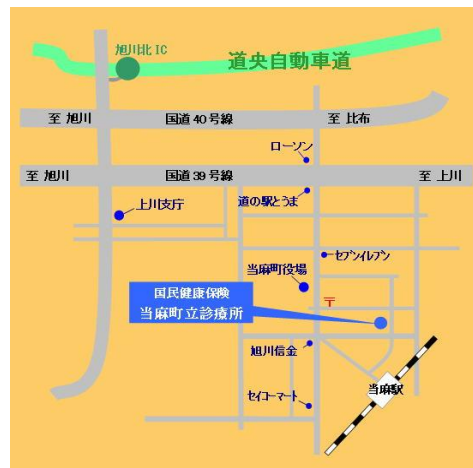 旭川北IC
道央自動車道
至 旭川
国道40号線
至 比布
ローソン
至 旭川
国道39号線
至 上川
上川支庁
道の駅とうま
セブンイレブン
当麻町役場
国民健康保険
当麻町立診療所
〒
旭川信金
当麻駅
セイコーマート